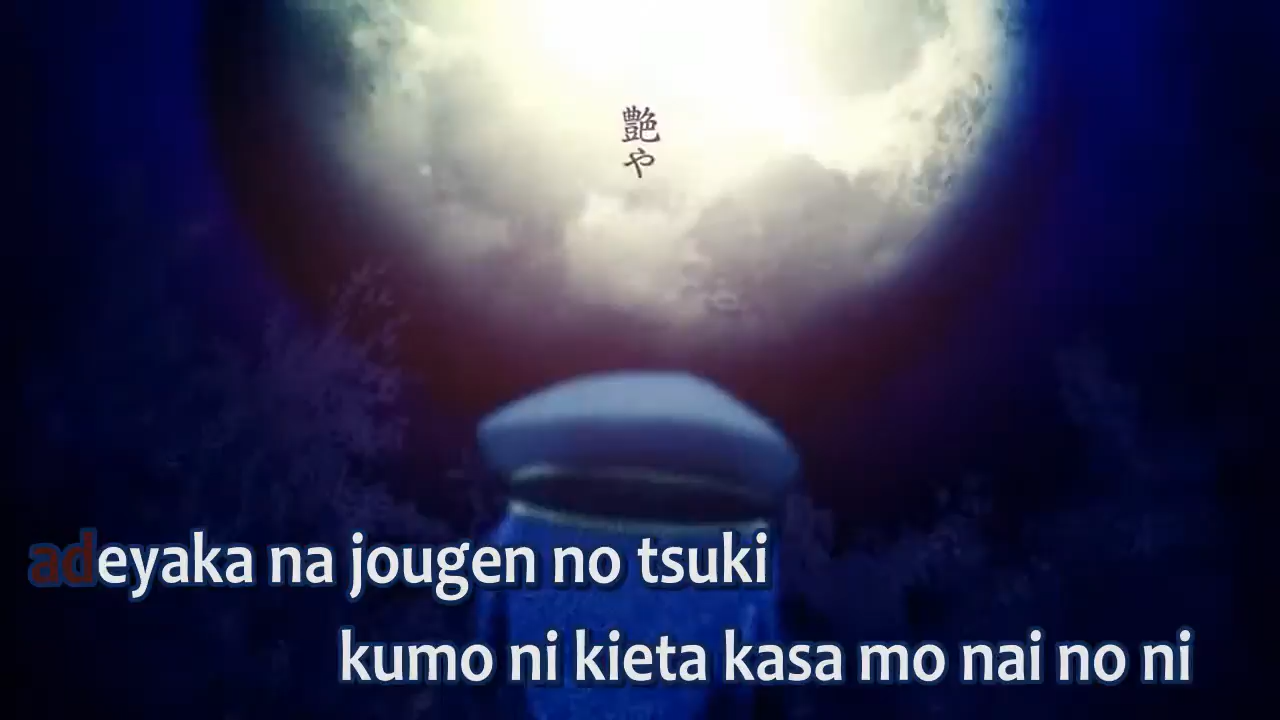 艶や
adeyaka na jougen no tsuki
kumo ni kieta kasa mo nai no ni